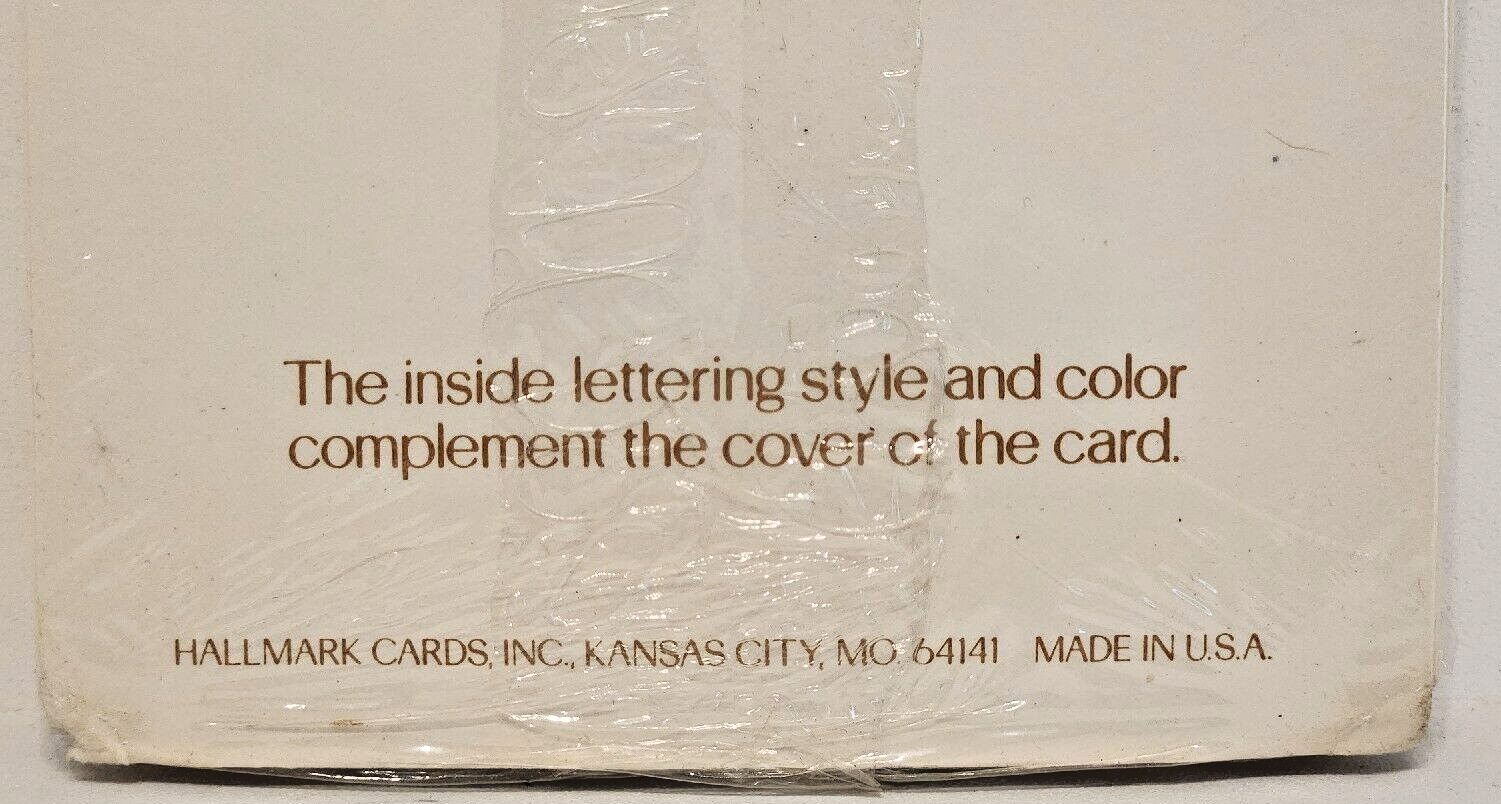 The inside lettering style and color
complement the cover of the card.
HALLMARK CARDS, INC., KANSAS CITY, MO. 64141 MADE IN U.S.A.